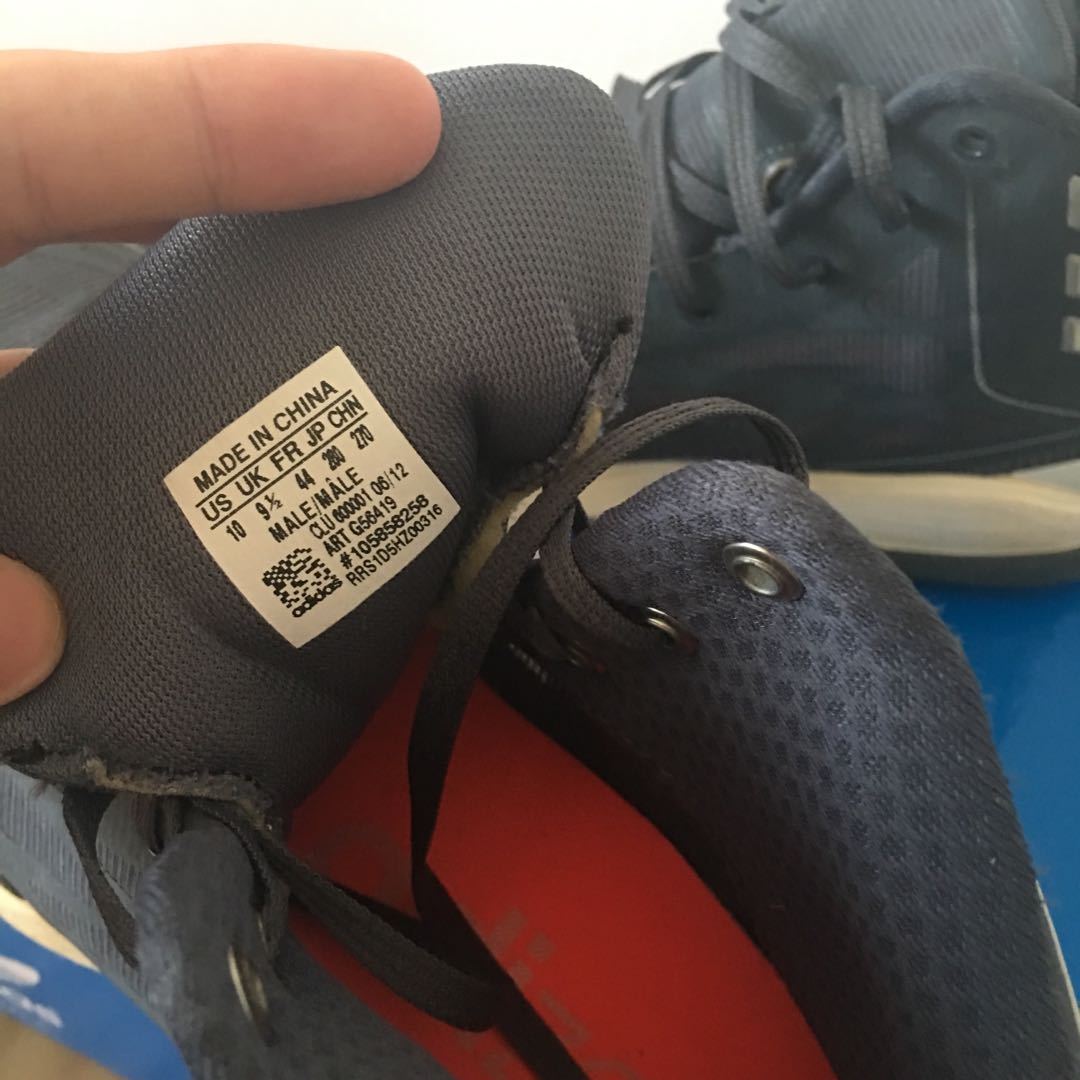 MADE IN CHINA
US UK FR JP CHN
10 9½ 44 280 270
MALE/MÂLE
CLU 600001 06/12
ART G56419
#105858258
RRS1D5HZ00316
adidas